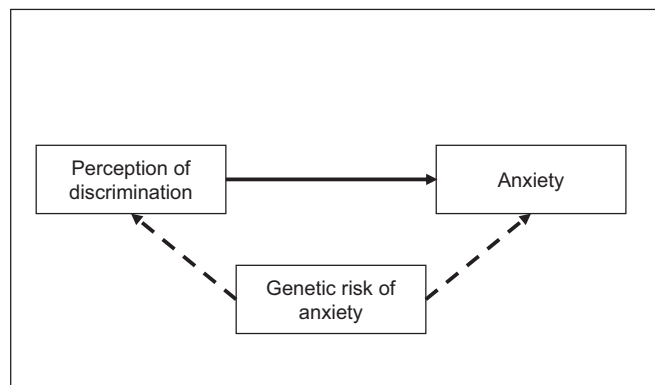 Perception of
discrimination
Anxiety
Genetic risk of
anxiety